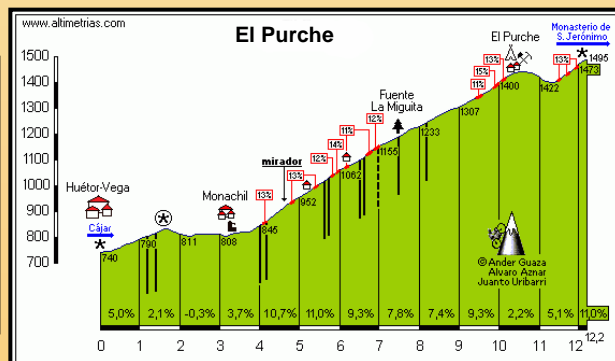 www.altimetrias.com
El Purche
El Purche
Monasterio de
S.Jerónimo
1500
1400
1300
1200
1100
1000
900
800
700
Huétor-Vega
Cájar
Monachil
mirador
Fuente
La Miguita
13%
13%
12%
14%
11%
12%
11%
15%
13%
13%
740
790
811
808
845
952
1062
1155
1233
1307
1400
1422
1473
1495
© Ander Guaza
Alvaro Aznar
Juanto Uribarri
5,0% 2,1% -0,3% 3,7% 10,7% 11,0% 9,3% 7,8% 7,4% 9,3% 2,2% 5,1% 11,0%
0 1 2 3 4 5 6 7 8 9 10 11 12 12,2